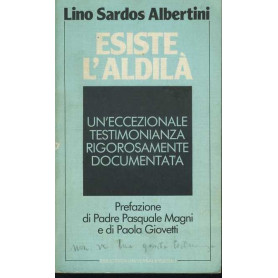 Lino Sardos Albertini
ESISTE
L'ALDILÀ
UN'ECCEZIONALE
TESTIMONIANZA
RIGOROSAMENTE
DOCUMENTATA
Prefazione
di Padre Pasquale Magni
e di Paola Giovetti